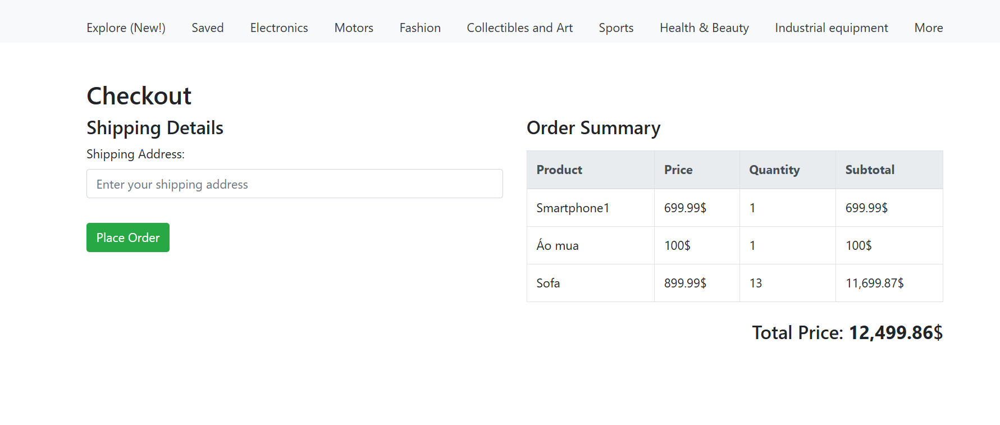 Explore (New!) Saved Electronics Motors Fashion Collectibles and Art Sports Health & Beauty Industrial equipment More
Checkout
Shipping Details
Shipping Address:
Enter your shipping address
Place Order
Order Summary
Product Price Quantity Subtotal
Smartphone1 699.99$ 1 699.99$
Áo mua 100$ 1 100$
Sofa 899.99$ 13 11,699.87$
Total Price: 12,499.86$